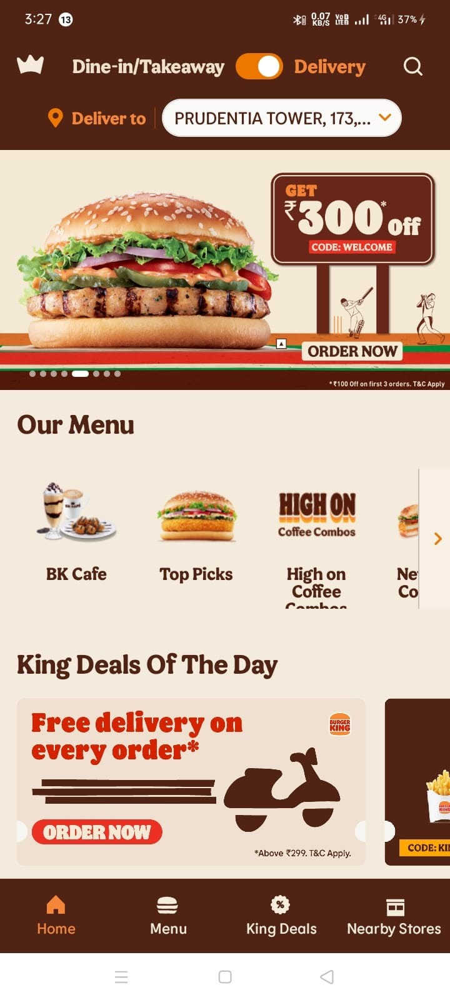 3:27 13 0.07 KB/S VoD LTE 4G 37%
Dine-in/Takeaway Delivery
Deliver to PRUDENTIA TOWER, 173,...
GET
₹300* off
CODE: WELCOME
ORDER NOW
*₹100 Off on first 3 orders. T&C Apply
Our Menu
HIGH ON
Coffee Combos
BK Cafe
Top Picks
High on
Coffee
Combos
Ne
Co
King Deals Of The Day
Free delivery on
every order*
BURGER
KING
ORDER NOW
*Above ₹299. T&C Apply.
CODE: KI
Home Menu King Deals Nearby Stores